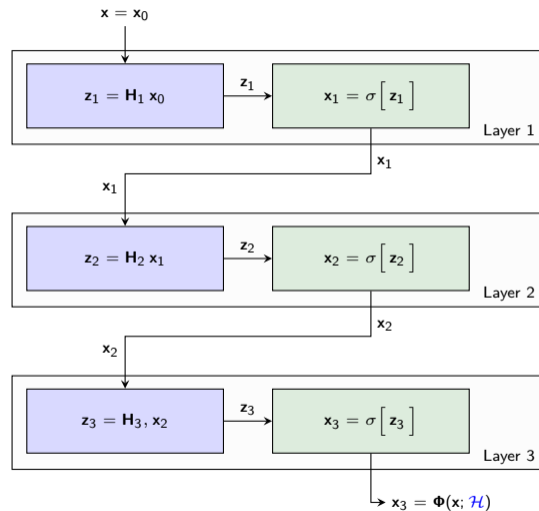 x = x₀
z₁ = H₁ x₀
z₁
x₁ = σ[z₁]
Layer 1
x₁
x₁
z₂ = H₂ x₁
z₂
x₂ = σ[z₂]
Layer 2
x₂
x₂
z₃ = H₃, x₂
z₃
x₃ = σ[z₃]
Layer 3
x₃ = Φ(x; ℋ)